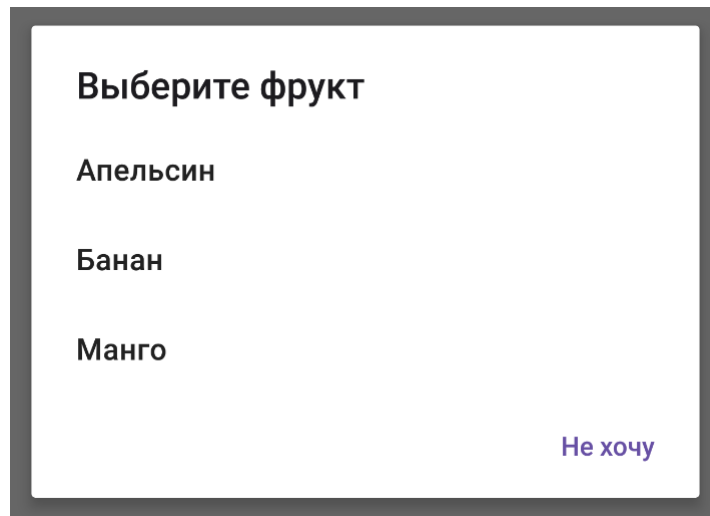 Выберите фрукт
Апельсин
Банан
Манго
Не хочу